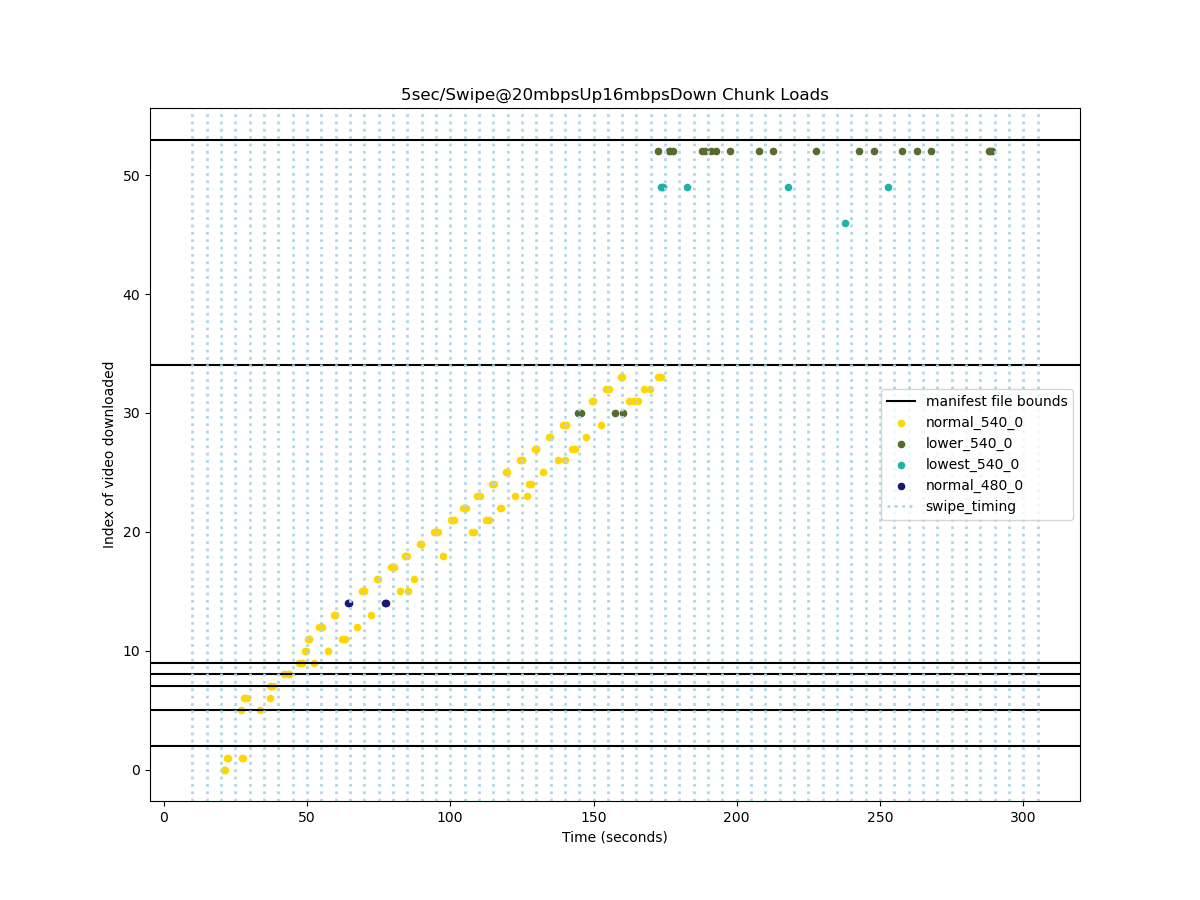 5sec/Swipe@20mbpsUp16mbpsDown Chunk Loads
Index of video downloaded
50
40
30
20
10
0
manifest file bounds
normal_540_0
lower_540_0
lowest_540_0
normal_480_0
swipe_timing
0 50 100 150 200 250 300
Time (seconds)